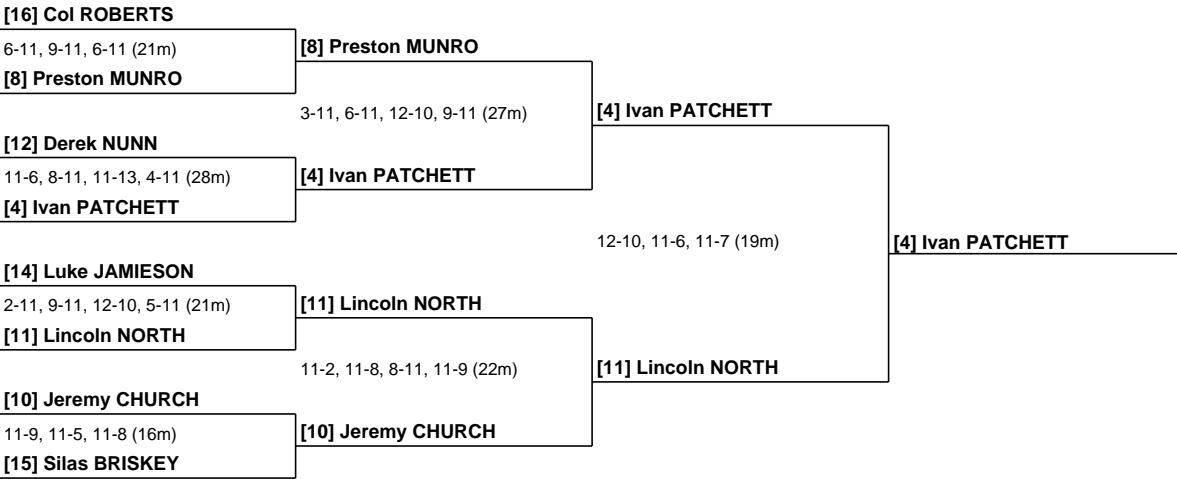 [16] Col ROBERTS
6-11, 9-11, 6-11 (21m)
[8] Preston MUNRO
[8] Preston MUNRO
3-11, 6-11, 12-10, 9-11 (27m)
[4] Ivan PATCHETT
[12] Derek NUNN
11-6, 8-11, 11-13, 4-11 (28m)
[4] Ivan PATCHETT
[4] Ivan PATCHETT
12-10, 11-6, 11-7 (19m)
[4] Ivan PATCHETT
[14] Luke JAMIESON
2-11, 9-11, 12-10, 5-11 (21m)
[11] Lincoln NORTH
[11] Lincoln NORTH
11-2, 11-8, 8-11, 11-9 (22m)
[11] Lincoln NORTH
[10] Jeremy CHURCH
11-9, 11-5, 11-8 (16m)
[10] Jeremy CHURCH
[15] Silas BRISKEY